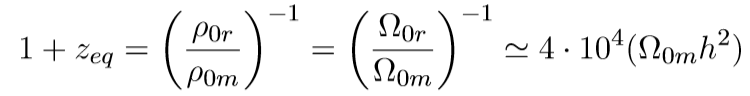 $1 + z_{eq} = \left( \frac{\rho_{0r}}{\rho_{0m}} \right)^{-1} = \left( \frac{\Omega_{0r}}{\Omega_{0m}} \right)^{-1} \simeq 4 \cdot 10^4 (\Omega_{0m} h^2)$